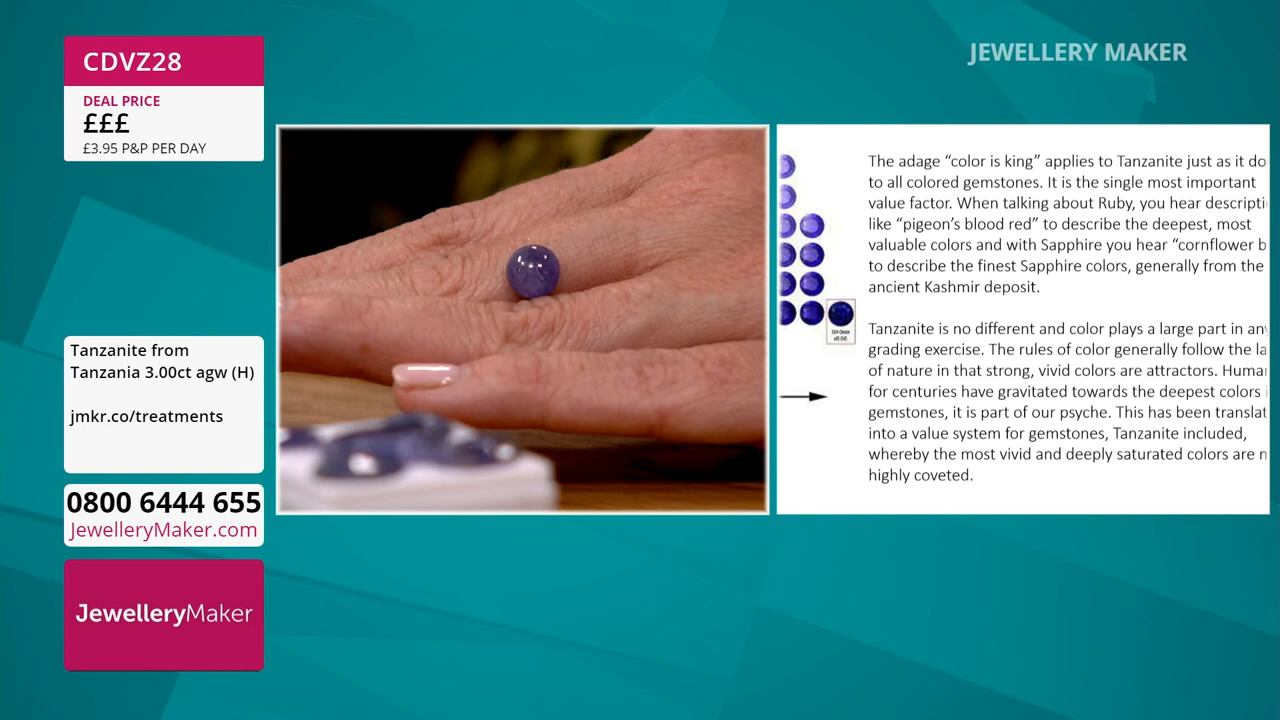 CDVZ28
DEAL PRICE
£££
£3.95 P&P PER DAY
Tanzanite from
Tanzania 3.00ct agw (H)
jmkr.co/treatments
0800 6444 655
JewelleryMaker.com
JewelleryMaker
JEWELLERY MAKER
The adage “color is king” applies to Tanzanite just as it do
to all colored gemstones. It is the single most important
value factor. When talking about Ruby, you hear descripti
like “pigeon’s blood red” to describe the deepest, most
valuable colors and with Sapphire you hear “cornflower b
to describe the finest Sapphire colors, generally from the
ancient Kashmir deposit.
Tanzanite is no different and color plays a large part in an
grading exercise. The rules of color generally follow the la
of nature in that strong, vivid colors are attractors. Human
for centuries have gravitated towards the deepest colors
gemstones, it is part of our psyche. This has been translat
into a value system for gemstones, Tanzanite included,
whereby the most vivid and deeply saturated colors are
highly coveted.